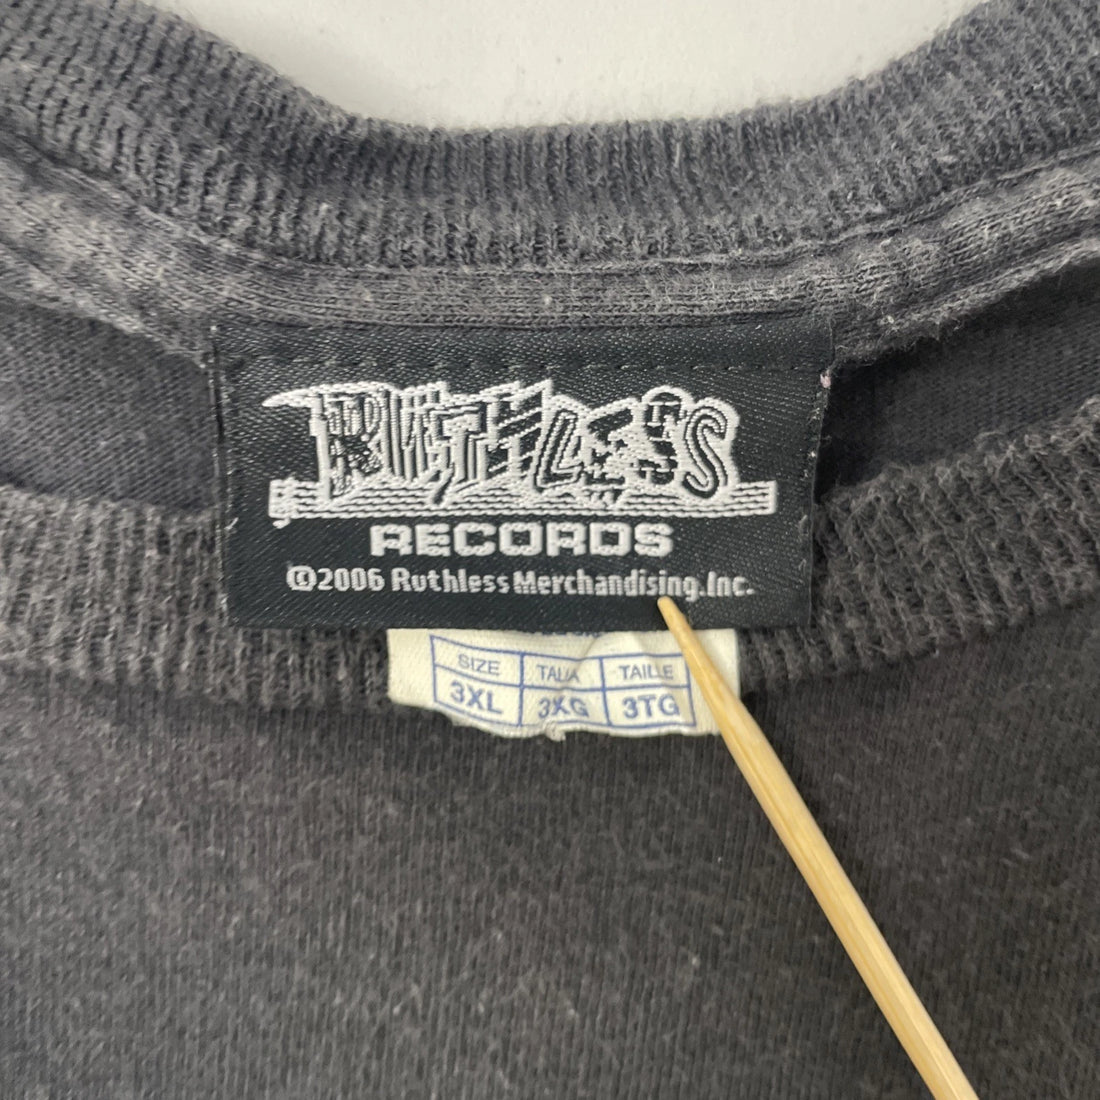 RUTHLESS
RECORDS
©2006 Ruthless Merchandising.Inc.
SIZE TALLA TAILLE
3XL 3XG 3TG